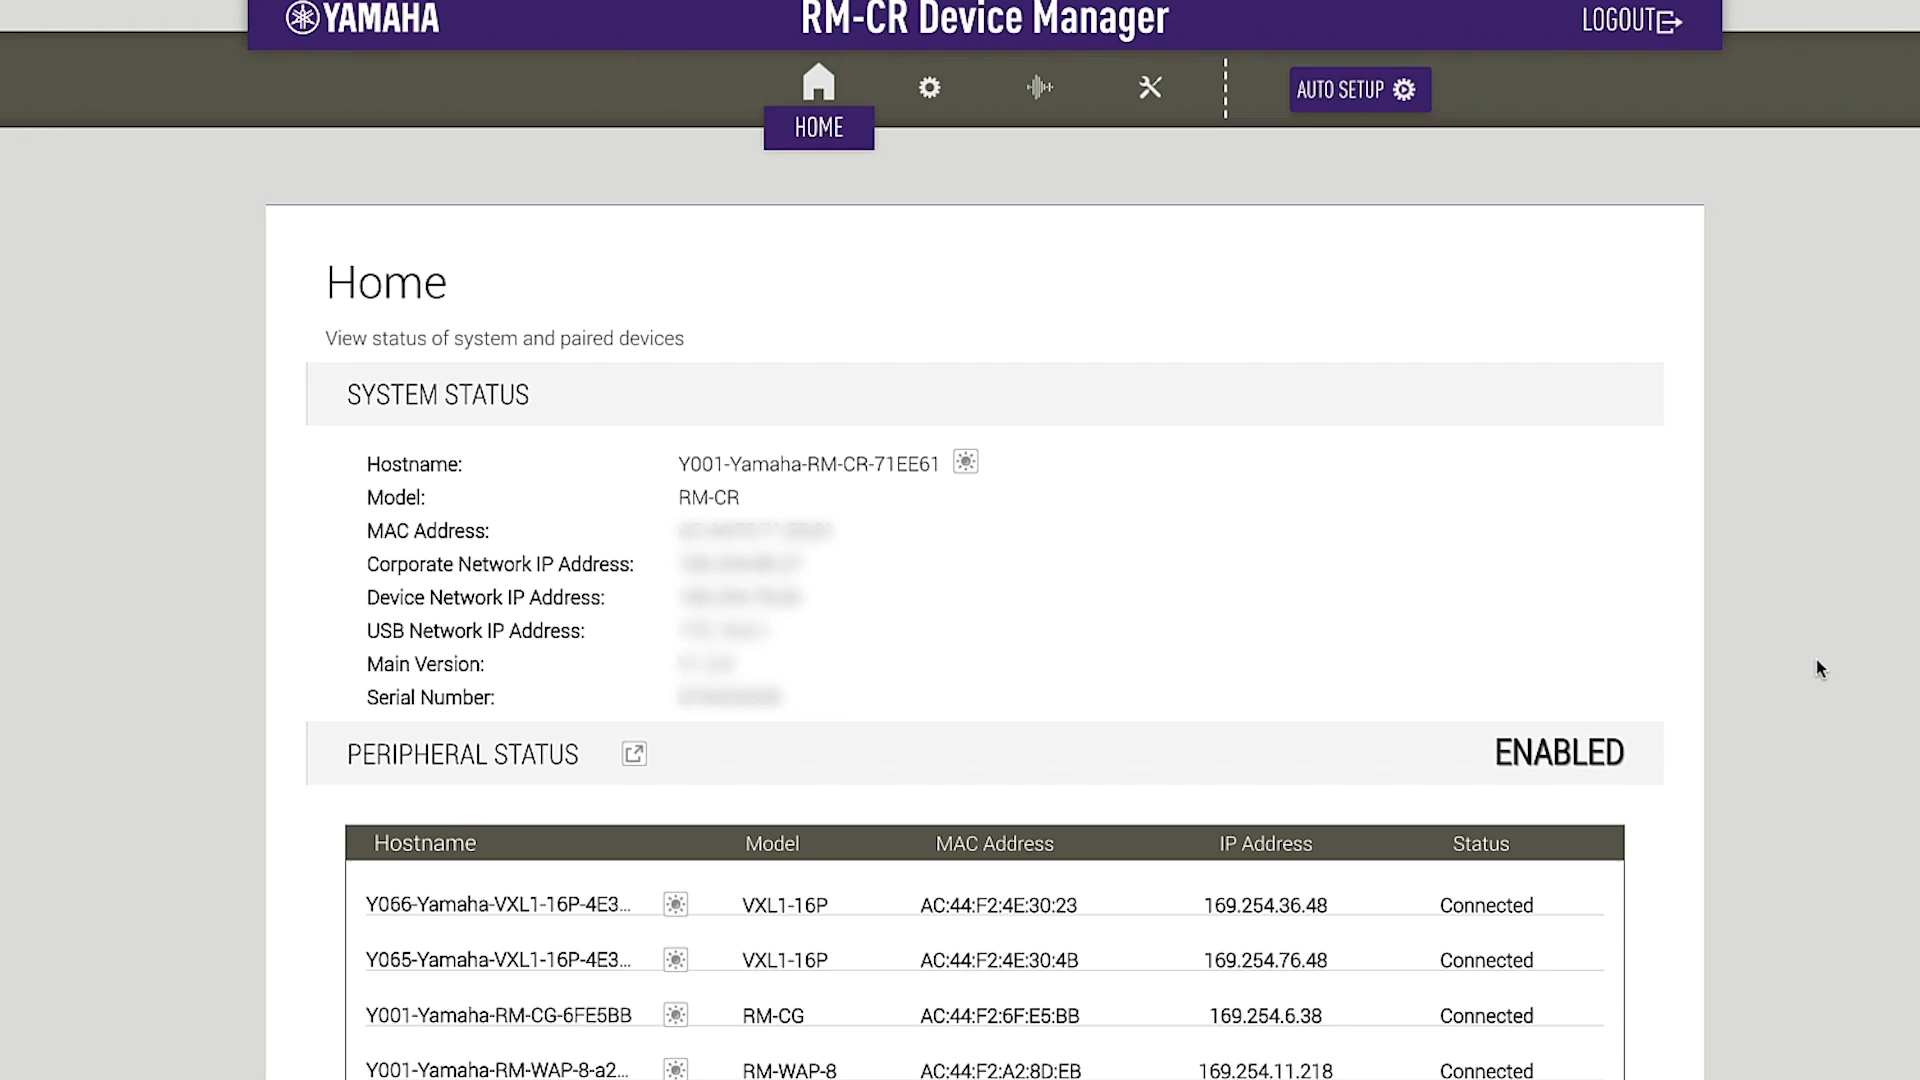 YAMAHA RM-CR Device Manager LOGOUT
AUTO SETUP
HOME
Home
View status of system and paired devices
SYSTEM STATUS
Hostname: Y001-Yamaha-RM-CR-71EE61
Model: RM-CR
MAC Address:
Corporate Network IP Address:
Device Network IP Address:
USB Network IP Address:
Main Version:
Serial Number:
PERIPHERAL STATUS ENABLED
Hostname Model MAC Address IP Address Status
Y066-Yamaha-VXL1-16P-4E3... VXL1-16P AC:44:F2:4E:30:23 169.254.36.48 Connected
Y065-Yamaha-VXL1-16P-4E3... VXL1-16P AC:44:F2:4E:30:4B 169.254.76.48 Connected
Y001-Yamaha-RM-CG-6FE5BB RM-CG AC:44:F2:6F:E5:BB 169.254.6.38 Connected
Y001-Yamaha-RM-WAP-8-a2... RM-WAP-8 AC:44:F2:A2:8D:EB 169.254.11.218 Connected